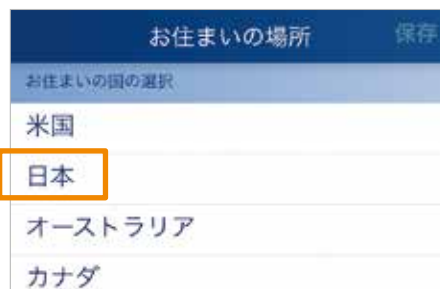 お住まいの場所
保存
お住まいの国の選択
米国
日本
オーストラリア
カナダ